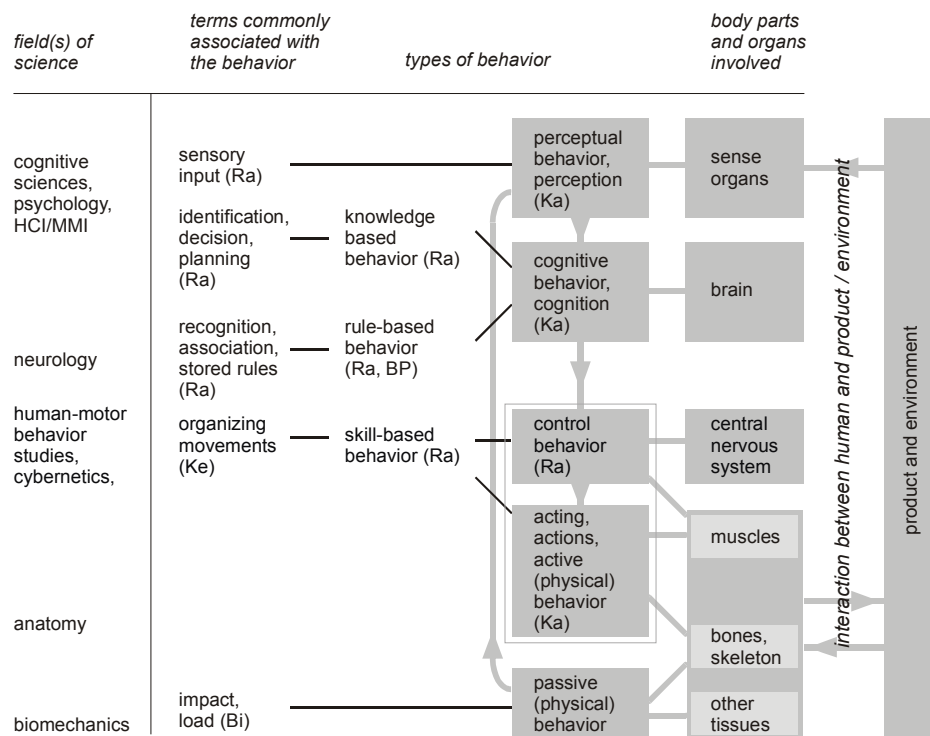 field(s) of
science
terms commonly
associated with
the behavior
types of behavior
body parts
and organs
involved
cognitive
sciences,
psychology,
HCI/MMI
sensory
input (Ra)
perceptual
behavior,
perception
(Ka)
sense
organs
identification,
decision,
planning
(Ra)
knowledge
based
behavior (Ra)
cognitive
behavior,
cognition
(Ka)
brain
neurology
recognition,
association,
stored rules
(Ra)
rule-based
behavior
(Ra, BP)
human-motor
behavior
studies,
cybernetics,
organizing
movements
(Ke)
skill-based
behavior (Ra)
control
behavior
(Ra)
central
nervous
system
acting,
actions,
active
(physical)
behavior
(Ka)
muscles
anatomy
bones,
skeleton
biomechanics
impact,
load (Bi)
passive
(physical)
behavior
other
tissues
interaction between human and product / environment
product and environment